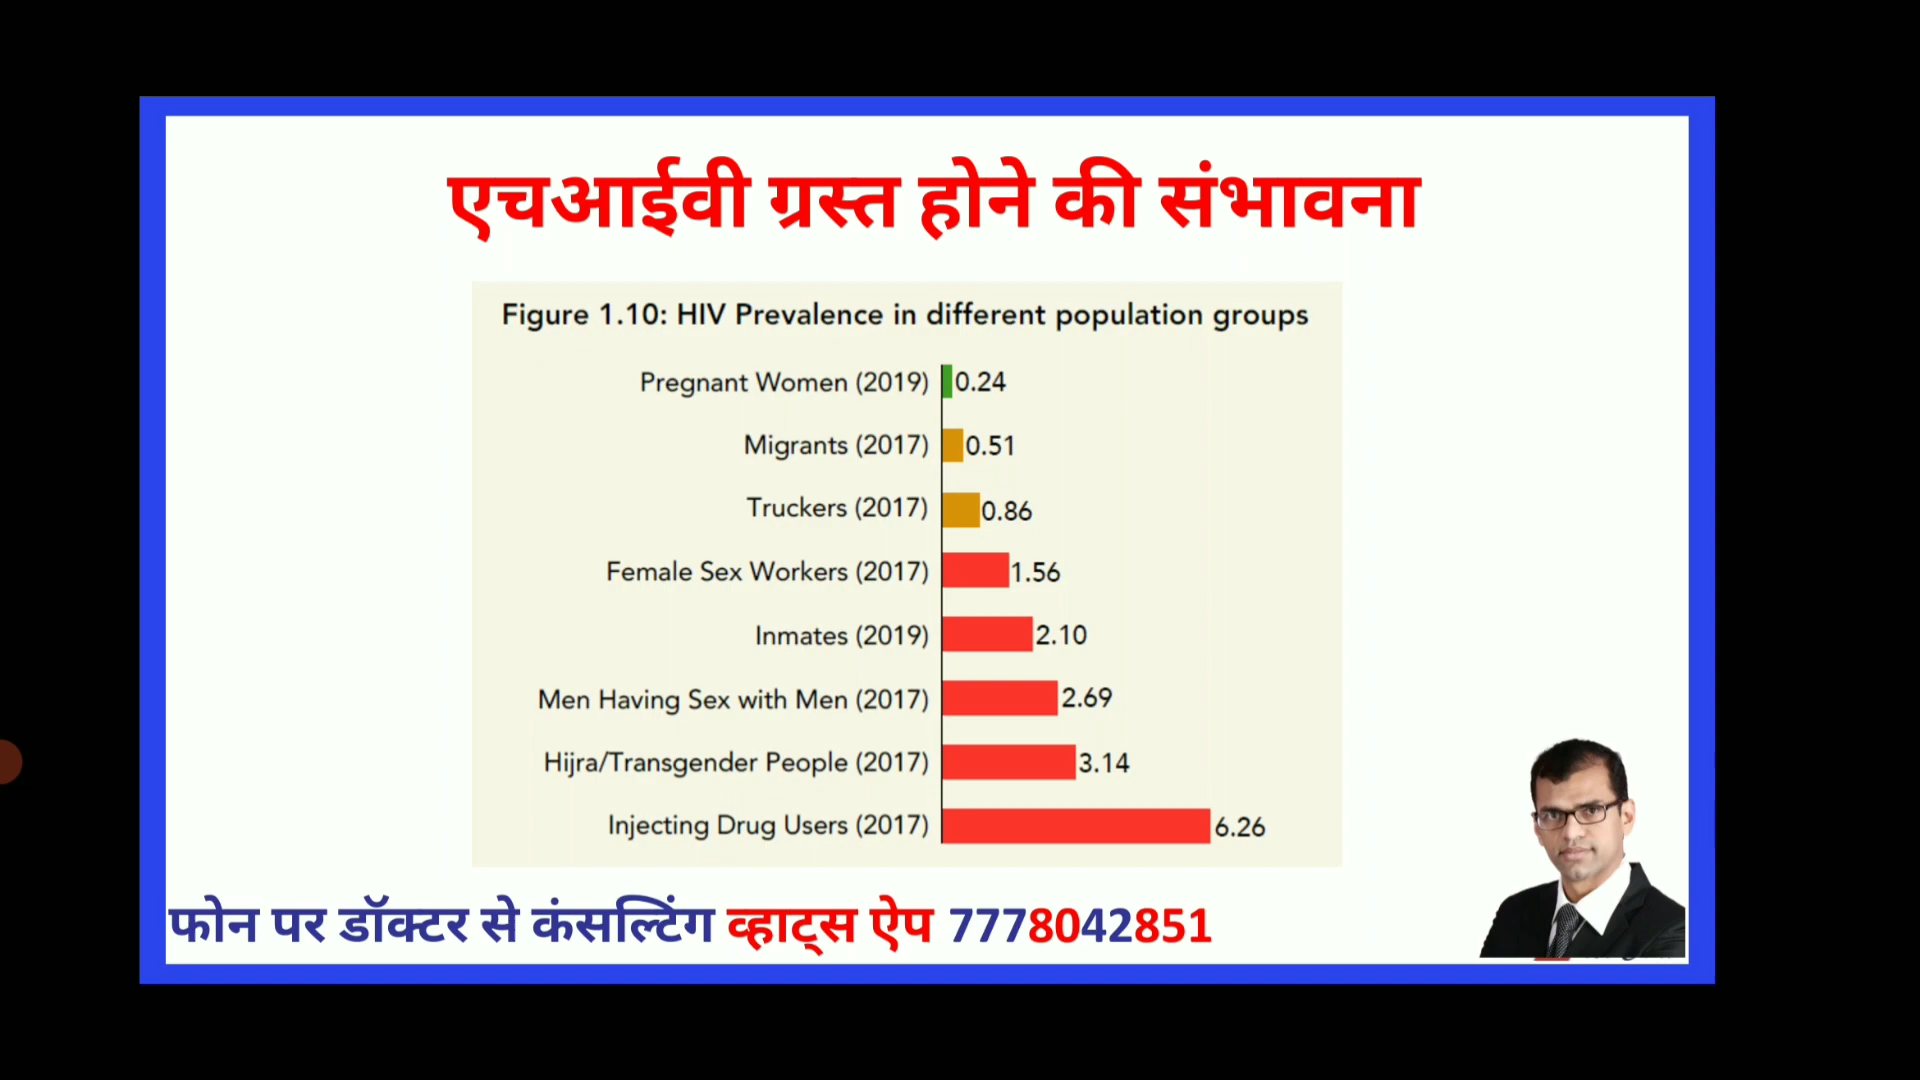 एचआईवी ग्रस्त होने की संभावना
Figure 1.10: HIV Prevalence in different population groups
Pregnant Women (2019) 0.24
Migrants (2017) 0.51
Truckers (2017) 0.86
Female Sex Workers (2017) 1.56
Inmates (2019) 2.10
Men Having Sex with Men (2017) 2.69
Hijra/Transgender People (2017) 3.14
Injecting Drug Users (2017) 6.26
फोन पर डॉक्टर से कंसल्टिंग व्हाट्स ऐप 7778042851